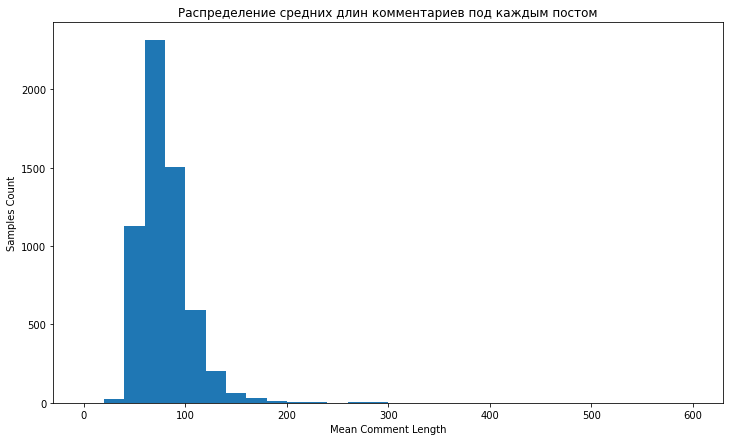 Распределение средних длин комментариев под каждым постом
2000
1500
1000
500
0
Samples Count
0 100 200 300 400 500 600
Mean Comment Length